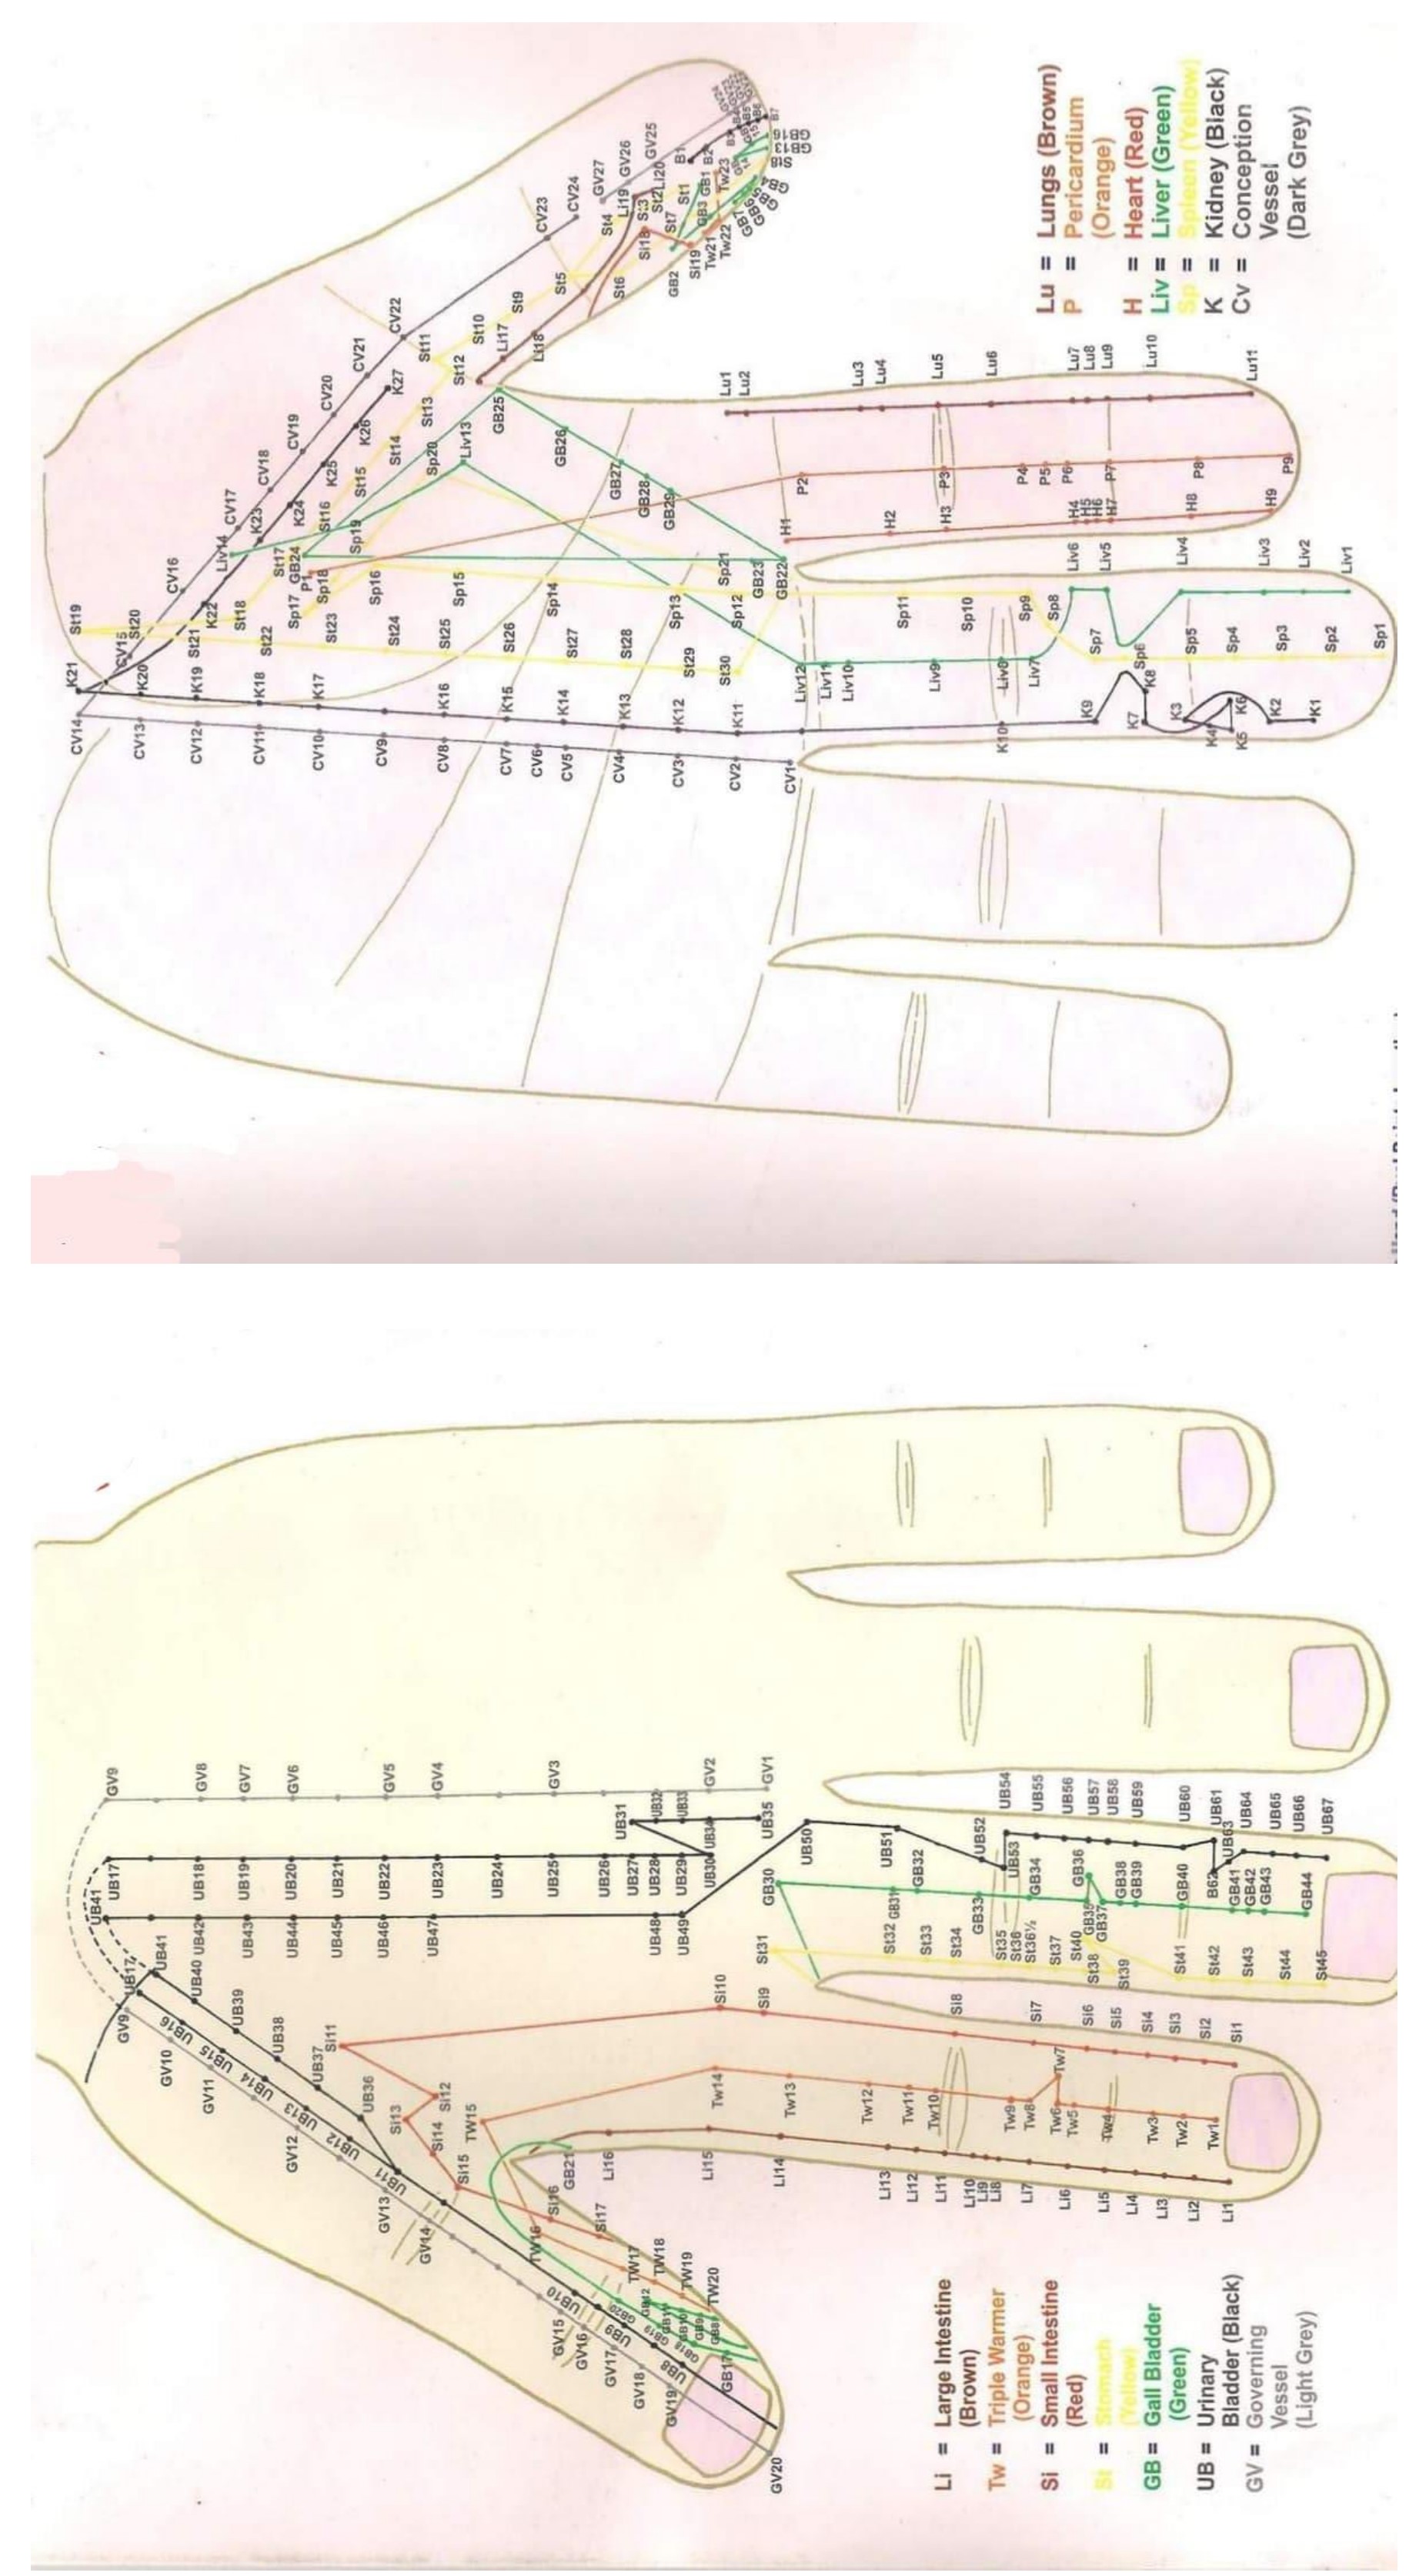 UB41
UB17
GV9
GV9
UB17
UB41
GV10
UB16
UB40
UB42
UB18
GV8
GV11
UB15
UB39
UB43
UB19
GV7
UB14
UB38
GV12
UB13
UB44
UB20
GV6
UB37
Si11
UB12
UB45
UB21
UB36
GV13
UB11
UB46
UB22
GV5
Si13
GV14
Si14
Si12
UB47
UB23
GV4
Si15
TW15
UB24
TW16
Si16
GV15
UB10
GB21
UB25
GV3
GV16
Si17
Li16
GV17
UB9
GB20
UB26
UB31
GV18
TW17
UB27
GB12
GB19
TW18
UB48
UB28
UB32
GV19
UB8
GB11
GB18
GB10
TW19
UB49
UB29
UB33
GB9
GB8
TW20
GB17
Li15
Tw14
Si10
UB30
UB34
GV2
GV20
St31
GB30
UB35
GV1
Li14
Tw13
Si9
UB50
Tw12
Li13
St32
GB31
UB51
Li12
Tw11
St33
GB32
Li11
Tw10
Si8
St34
Li10
Li9
Li8
GB33
UB52
Tw9
St35
UB54
St36
UB53
Li7
Tw8
Si7
St36½
GB34
UB55
Li6
Tw6
Tw7
St37
UB56
Tw5
St40
GB36
Si6
St38
GB35
UB57
Li5
Tw4
Si5
GB37
UB58
St39
GB38
Li4
Si4
GB39
UB59
Li3
Tw3
Si3
St41
GB40
UB60
Li2
Tw2
Si2
St42
B62
UB61
Li1
Tw1
Si1
UB63
GB41
St43
GB42
UB64
GB43
St44
UB65
UB66
St45
GB44
UB67
Li = Large Intestine
(Brown)
Tw = Triple Warmer
(Orange)
Si = Small Intestine
(Red)
St = Stomach
(Yellow)
GB = Gall Bladder
(Green)
UB = Urinary
Bladder (Black)
GV = Governing
Vessel
(Light Grey)
CV14
K21
St19
CV15
St20
CV13
K20
CV16
CV12
K19
St21
K22
Liv14
CV17
St18
CV11
K18
St22
K23
CV18
St17
Sp17
GB24
K24
CV19
P1
CV10
K17
Sp18
St16
K25
CV20
St23
Sp19
St15
K26
CV21
CV9
Sp16
St24
St14
K27
CV22
St13
St11
CV8
K16
St25
Sp20
Sp15
Liv13
St12
St10
CV7
K15
St26
GB25
Li17
St9
CV6
Li18
CV23
CV5
K14
Sp14
St27
GB26
St5
CV24
CV4
K13
St28
GB27
St4
GV27
St6
Li19
GV26
GB28
Si18
St3
GV25
St2
Li20
CV3
K12
Sp13
GB29
GB2
St7
St1
B1
St29
Si19
GB3
GB1
B2
Tw21
Tw23
Tw22
CV2
K11
St30
Sp12
Sp21
Lu1
Lu2
GB7
GB6
GB5
GB4
St8
GB13
GB16
B7
GV24
GB23
CV1
Liv12
GB22
H1
P2
Liv11
Liv10
Lu3
Lu4
H2
Sp11
Liv9
H3
P3
Lu5
Sp10
K10
Liv8
Lu6
Liv7
Sp9
P4
Sp8
P5
P6
Liv6
H4
Lu7
K9
Sp7
H5
Lu8
H6
Liv5
H7
P7
Lu9
K7
Sp6
K8
Lu10
K3
Liv4
Sp5
H8
P8
K4
K5
K6
Sp4
Lu11
K2
Sp3
Liv3
H9
P9
K1
Liv2
Sp2
Liv1
Sp1
Lu = Lungs (Brown)
P = Pericardium
(Orange)
H = Heart (Red)
Liv = Liver (Green)
Sp = Spleen (Yellow)
K = Kidney (Black)
Cv = Conception
Vessel
(Dark Grey)